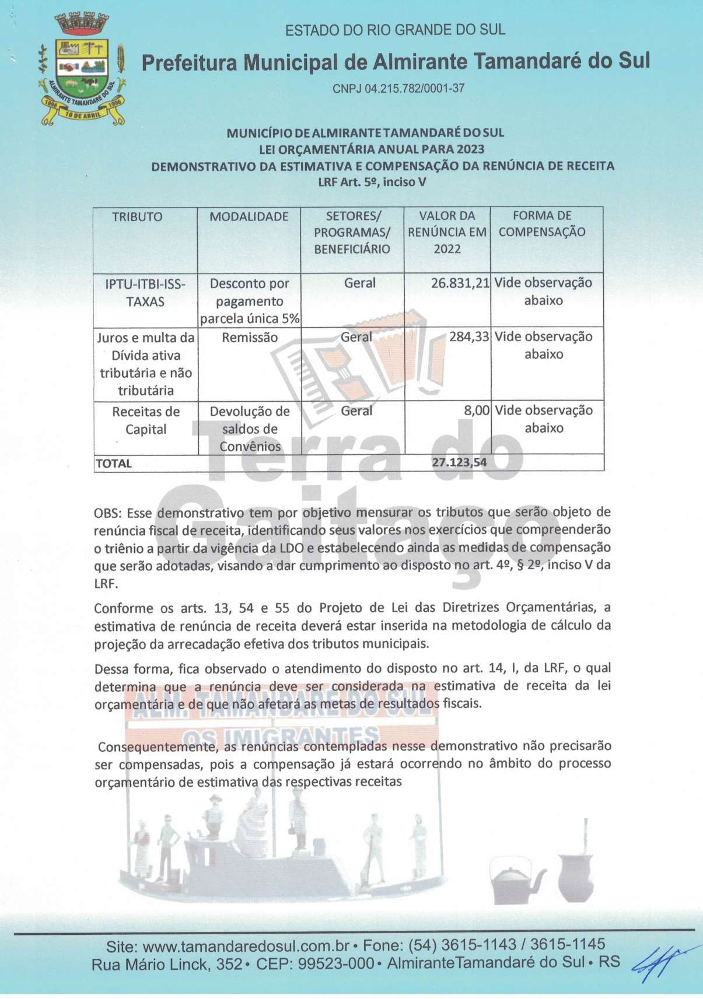 ESTADO DO RIO GRANDE DO SUL
Prefeitura Municipal de Almirante Tamandaré do Sul
CNPJ 04.215.782/0001-37
ALMIRANTE TAMANDARÉ DO SUL
1996 16 DE ABRIL 1996
MUNICÍPIO DE ALMIRANTE TAMANDARÉ DO SUL
LEI ORÇAMENTÁRIA ANUAL PARA 2023
DEMONSTRATIVO DA ESTIMATIVA E COMPENSAÇÃO DA RENÚNCIA DE RECEITA
LRF Art. 5º, inciso V
TRIBUTO
MODALIDADE
SETORES/
PROGRAMAS/
BENEFICIÁRIO
VALOR DA
RENÚNCIA EM
2022
FORMA DE
COMPENSAÇÃO
IPTU-ITBI-ISS-
TAXAS
Desconto por
pagamento
parcela única 5%
Geral
26.831,21
Vide observação
abaixo
Juros e multa da
Dívida ativa
tributária e não
tributária
Remissão
Geral
284,33
Vide observação
abaixo
Receitas de
Capital
Devolução de
saldos de
Convênios
Geral
8,00
Vide observação
abaixo
TOTAL 27.123,54
Terra do
Gaitaço
OBS: Esse demonstrativo tem por objetivo mensurar os tributos que serão objeto de
renúncia fiscal de receita, identificando seus valores nos exercícios que compreenderão
o triênio a partir da vigência da LDO e estabelecendo ainda as medidas de compensação
que serão adotadas, visando a dar cumprimento ao disposto no art. 4º, § 2º, inciso V da
LRF.
Conforme os arts. 13, 54 e 55 do Projeto de Lei das Diretrizes Orçamentárias, a
estimativa de renúncia de receita deverá estar inserida na metodologia de cálculo da
projeção da arrecadação efetiva dos tributos municipais.
Dessa forma, fica observado o atendimento do disposto no art. 14, I, da LRF, o qual
determina que a renúncia deve ser considerada na estimativa de receita da lei
orçamentária e de que não afetará as metas de resultados fiscais.
ALM. TAMANDARÉ DO SUL
OS IMIGRANTES
Consequentemente, as renúncias contempladas nesse demonstrativo não precisarão
ser compensadas, pois a compensação já estará ocorrendo no âmbito do processo
orçamentário de estimativa das respectivas receitas
Site: www.tamandaredosul.com.br • Fone: (54) 3615-1143 / 3615-1145
Rua Mário Linck, 352 • CEP: 99523-000 • Almirante Tamandaré do Sul • RS